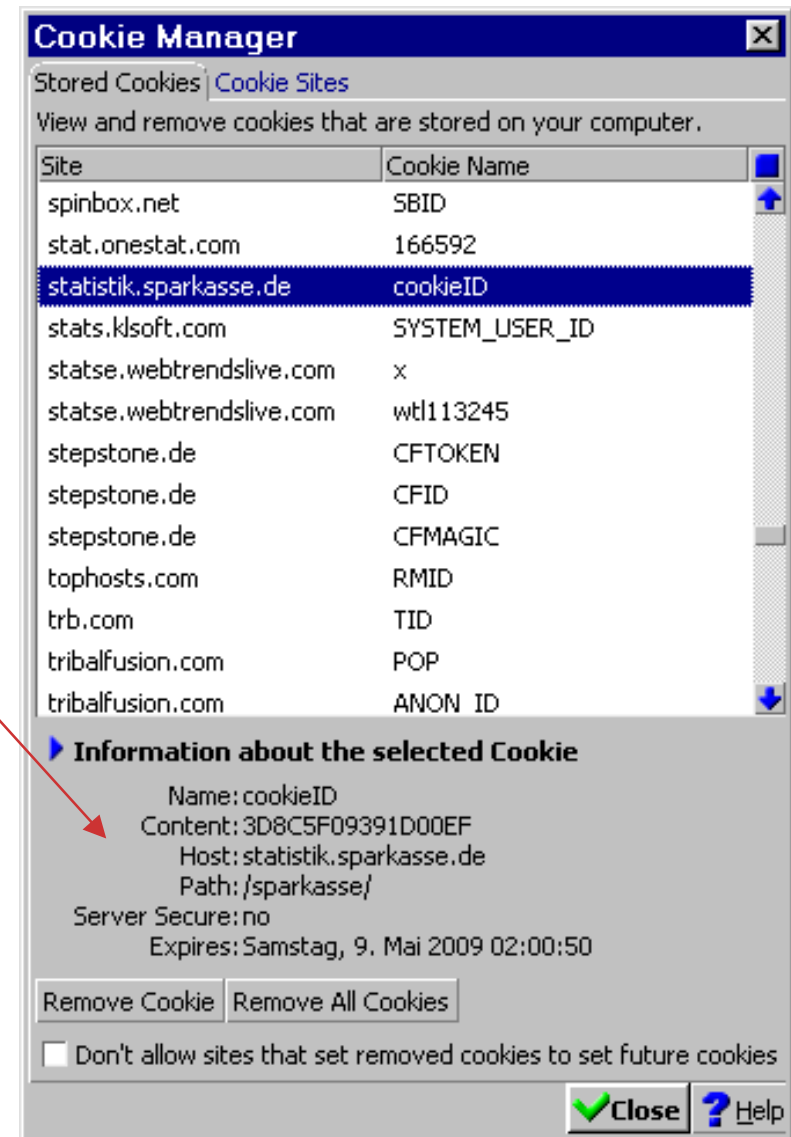 Cookie Manager
Stored Cookies Cookie Sites
View and remove cookies that are stored on your computer.
Site Cookie Name
spinbox.net SBID
stat.onestat.com 166592
statistik.sparkasse.de cookieID
stats.klsoft.com SYSTEM_USER_ID
statse.webtrendslive.com x
statse.webtrendslive.com wtl113245
stepstone.de CFTOKEN
stepstone.de CFID
stepstone.de CFMAGIC
tophosts.com RMID
trb.com TID
tribalfusion.com POP
tribalfusion.com ANON_ID
Information about the selected Cookie
Name: cookieID
Content: 3D8C5F09391D00EF
Host: statistik.sparkasse.de
Path: /sparkasse/
Server Secure: no
Expires: Samstag, 9. Mai 2009 02:00:50
Remove Cookie Remove All Cookies
Don't allow sites that set removed cookies to set future cookies
Close Help